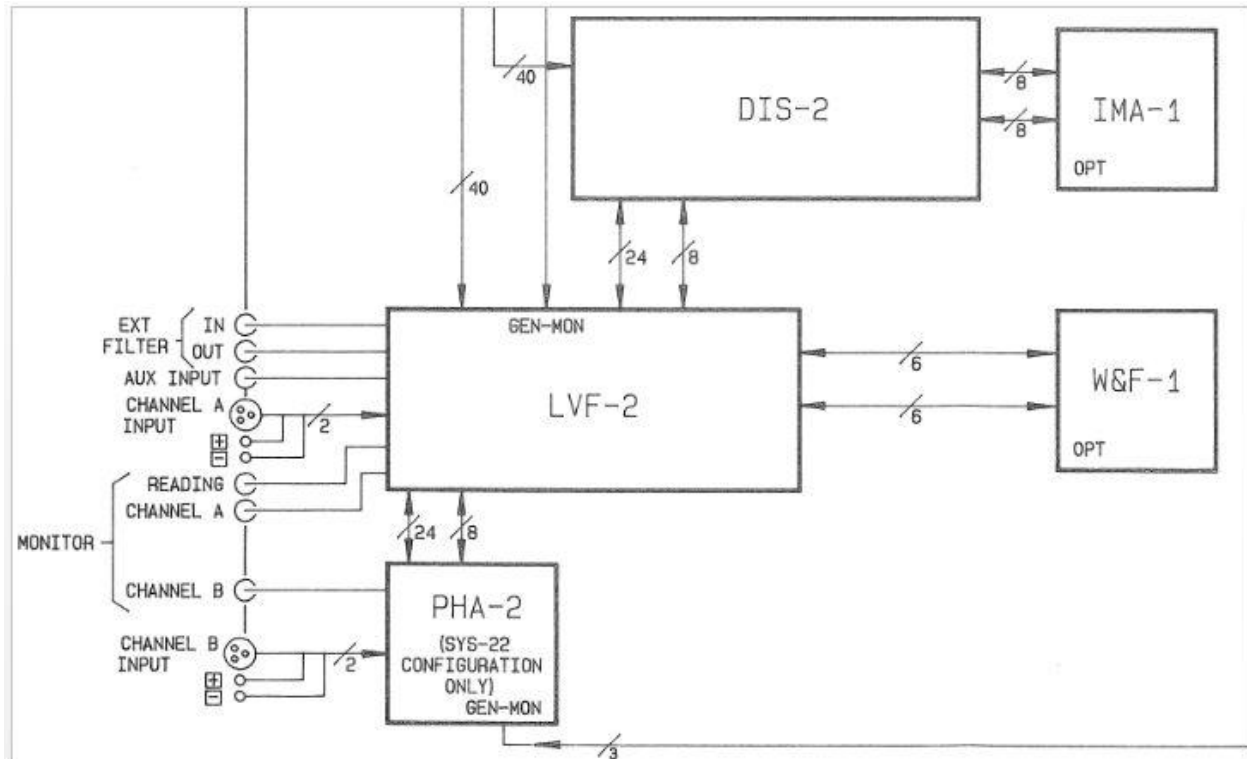 40
DIS-2
8
8
IMA-1
OPT
40
24
8
EXT
FILTER
IN
OUT
AUX INPUT
CHANNEL A
INPUT
2
+
-
GEN-MON
LVF-2
6
6
W&F-1
OPT
MONITOR
READING
CHANNEL A
CHANNEL B
24
8
PHA-2
(SYS-22
CONFIGURATION
ONLY)
GEN-MON
CHANNEL B
INPUT
2
+
-
3